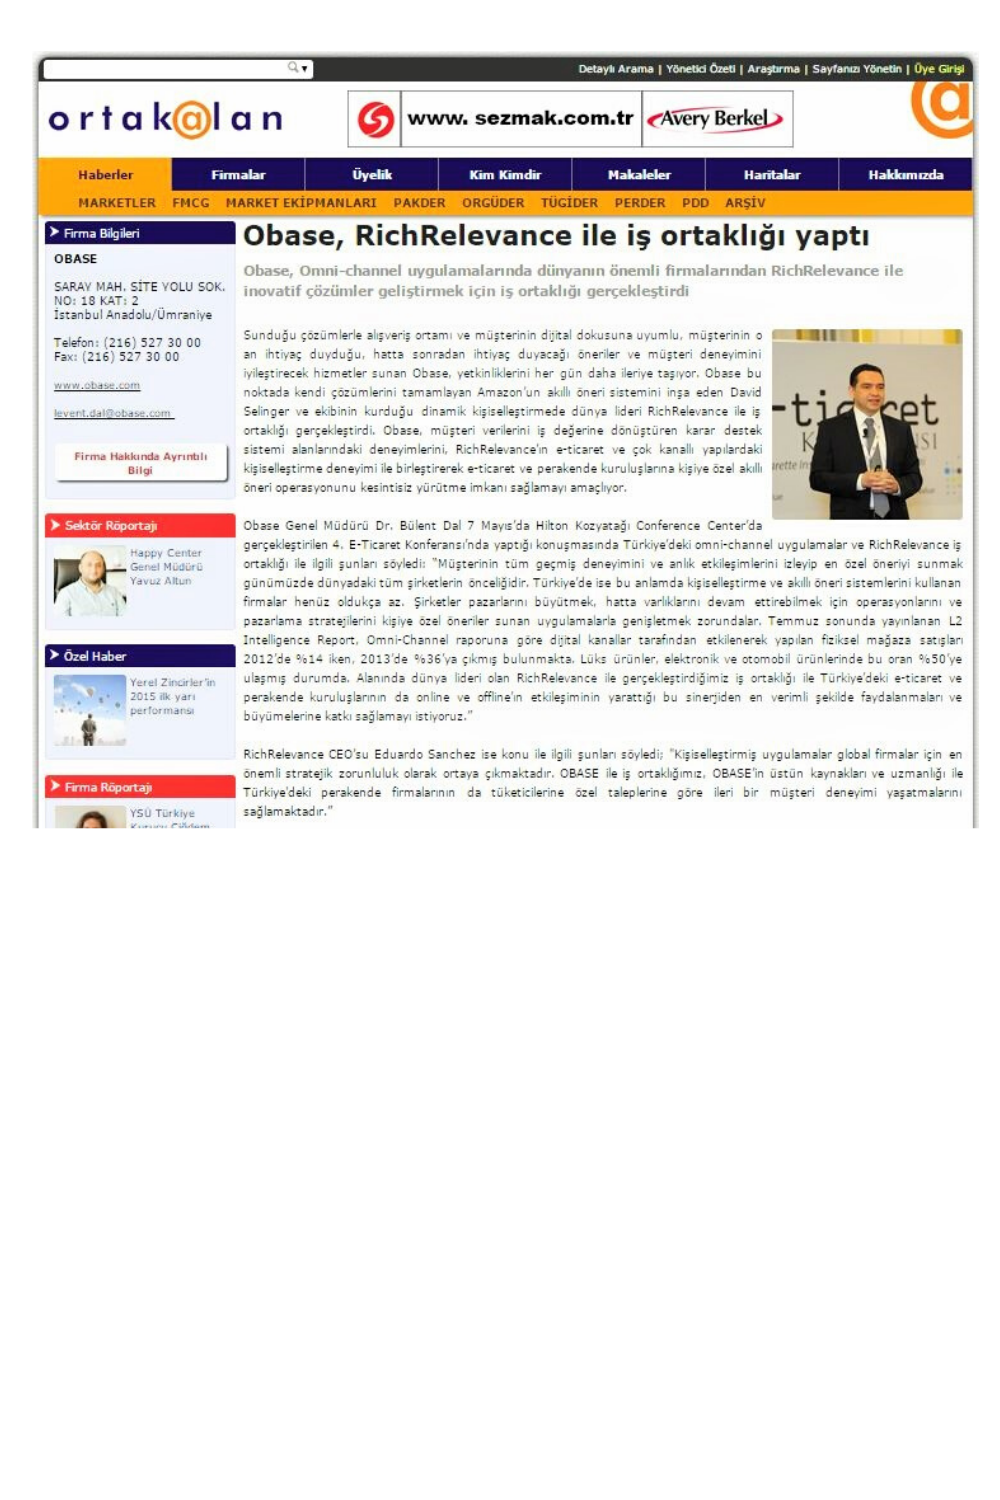 Detaylı Arama | Yönetici Özeti | Araştırma | Sayfanızı Yönetin | Üye Girişi
ortak@lan
www. sezmak.com.tr
Avery Berkel
Haberler Firmalar Üyelik Kim Kimdir Makaleler Haritalar Hakkımızda
MARKETLER FMCG MARKET EKİPMANLARI PAKDER ORGÜDER TÜGİDER PERDER PDD ARŞİV
Firma Bilgileri
OBASE
SARAY MAH. SİTE YOLU SOK.
NO: 18 KAT: 2
İstanbul Anadolu/Ümraniye
Telefon: (216) 527 30 00
Fax: (216) 527 30 00
www.obase.com
levent.dal@obase.com
Firma Hakkında Ayrıntılı
Bilgi
Sektör Röportajı
Happy Center
Genel Müdürü
Yavuz Altun
Özel Haber
Yerel Zincirler'in
2015 ilk yarı
performansı
Firma Röportajı
YSÜ Türkiye
Kurucu Çiğdem
Obase, RichRelevance ile iş ortaklığı yaptı
Obase, Omni-channel uygulamalarında dünyanın önemli firmalarından RichRelevance ile
inovatif çözümler geliştirmek için iş ortaklığı gerçekleştirdi
Sunduğu çözümlerle alışveriş ortamı ve müşterinin dijital dokusuna uyumlu, müşterinin o
an ihtiyaç duyduğu, hatta sonradan ihtiyaç duyacağı öneriler ve müşteri deneyimini
iyileştirecek hizmetler sunan Obase, yetkinliklerini her gün daha ileriye taşıyor. Obase bu
noktada kendi çözümlerini tamamlayan Amazon'un akıllı öneri sistemini inşa eden David
Selinger ve ekibinin kurduğu dinamik kişiselleştirmede dünya lideri RichRelevance ile iş
ortaklığı gerçekleştirdi. Obase, müşteri verilerini iş değerine dönüştüren karar destek
sistemi alanlarındaki deneyimlerini, RichRelevance'ın e-ticaret ve çok kanallı yapılardaki
kişiselleştirme deneyimi ile birleştirerek e-ticaret ve perakende kuruluşlarına kişiye özel akıllı
öneri operasyonunu kesintisiz yürütme imkanı sağlamayı amaçlıyor.
Obase Genel Müdürü Dr. Bülent Dal 7 Mayıs'da Hilton Kozyatağı Conference Center'da
gerçekleştirilen 4. E-Ticaret Konferansı'nda yaptığı konuşmasında Türkiye'deki omni-channel uygulamalar ve RichRelevance iş
ortaklığı ile ilgili şunları söyledi: "Müşterinin tüm geçmiş deneyimini ve anlık etkileşimlerini izleyip en özel öneriyi sunmak
günümüzde dünyadaki tüm şirketlerin önceliğidir. Türkiye'de ise bu anlamda kişiselleştirme ve akıllı öneri sistemlerini kullanan
firmalar henüz oldukça az. Şirketler pazarlarını büyütmek, hatta varlıklarını devam ettirebilmek için operasyonlarını ve
pazarlama stratejilerini kişiye özel öneriler sunan uygulamalarla genişletmek zorundalar. Temmuz sonunda yayınlanan L2
Intelligence Report, Omni-Channel raporuna göre dijital kanallar tarafından etkilenerek yapılan fiziksel mağaza satışları
2012'de %14 iken, 2013'de %36'ya çıkmış bulunmakta. Lüks ürünler, elektronik ve otomobil ürünlerinde bu oran %50'ye
ulaşmış durumda. Alanında dünya lideri olan RichRelevance ile gerçekleştirdiğimiz iş ortaklığı ile Türkiye'deki e-ticaret ve
perakende kuruluşlarının da online ve offline'ın etkileşiminin yarattığı bu sinerjiden en verimli şekilde faydalanmaları ve
büyümelerine katkı sağlamayı istiyoruz."
RichRelevance CEO'su Eduardo Sanchez ise konu ile ilgili şunları söyledi; "Kişiselleştirmiş uygulamalar global firmalar için en
önemli stratejik zorunluluk olarak ortaya çıkmaktadır. OBASE ile iş ortaklığımız, OBASE'in üstün kaynakları ve uzmanlığı ile
Türkiye'deki perakende firmalarının da tüketicilerine özel taleplerine göre ileri bir müşteri deneyimi yaşatmalarını
sağlamaktadır."